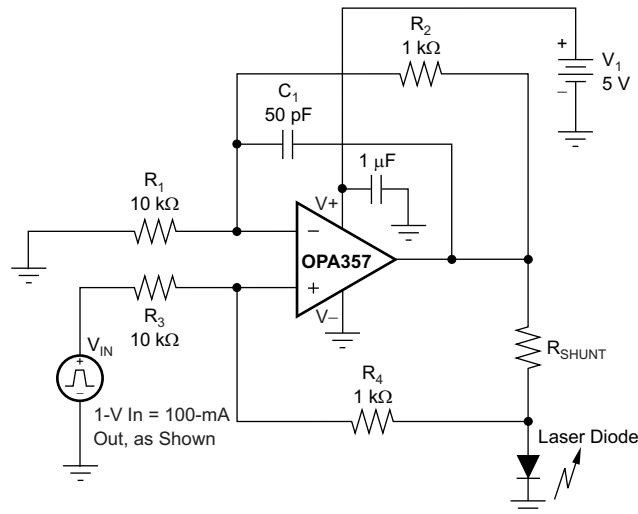 R2
1 kΩ
+
V1
5 V
–
C1
50 pF
1 µF
R1
10 kΩ
V+
–
OPA357
+
V–
R3
10 kΩ
VIN
+
–
1-V In = 100-mA
Out, as Shown
RSHUNT
R4
1 kΩ
Laser Diode